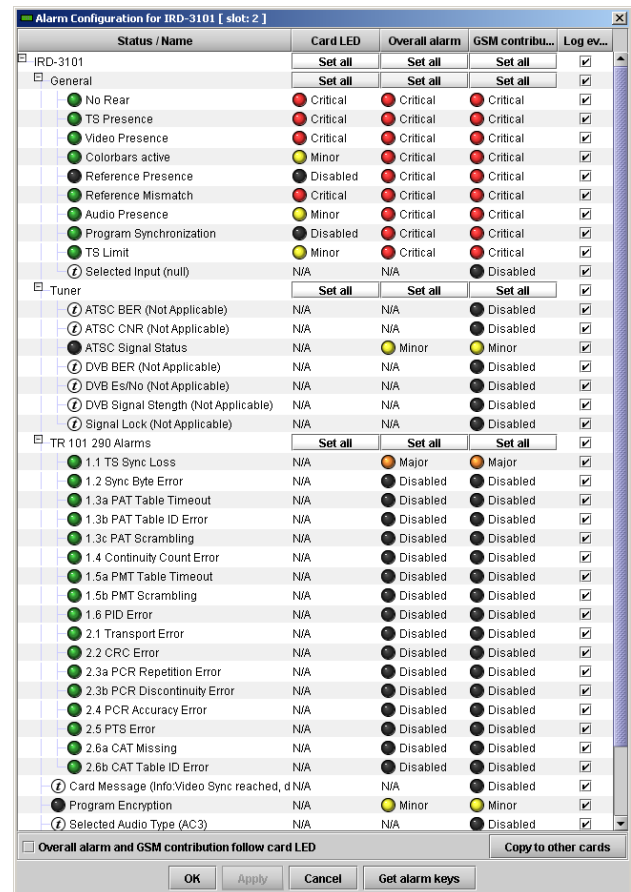 Alarm Configuration for IRD-3101 [ slot: 2 ]
Status / Name Card LED Overall alarm GSM contribu... Log ev...
IRD-3101 Set all Set all Set all
General Set all Set all Set all
No Rear Critical Critical Critical
TS Presence Critical Critical Critical
Video Presence Critical Critical Critical
Colorbars active Minor Critical Critical
Reference Presence Disabled Critical Critical
Reference Mismatch Critical Critical Critical
Audio Presence Minor Critical Critical
Program Synchronization Disabled Critical Critical
TS Limit Minor Critical Critical
i Selected Input (null) N/A N/A Disabled
Tuner Set all Set all Set all
i ATSC BER (Not Applicable) N/A N/A Disabled
i ATSC CNR (Not Applicable) N/A N/A Disabled
ATSC Signal Status N/A Minor Minor
i DVB BER (Not Applicable) N/A N/A Disabled
i DVB Es/No (Not Applicable) N/A N/A Disabled
i DVB Signal Stength (Not Applicable) N/A N/A Disabled
i Signal Lock (Not Applicable) N/A N/A Disabled
TR 101 290 Alarms Set all Set all Set all
1.1 TS Sync Loss N/A Major Major
1.2 Sync Byte Error N/A Disabled Disabled
1.3a PAT Table Timeout N/A Disabled Disabled
1.3b PAT Table ID Error N/A Disabled Disabled
1.3c PAT Scrambling N/A Disabled Disabled
1.4 Continuity Count Error N/A Disabled Disabled
1.5a PMT Table Timeout N/A Disabled Disabled
1.5b PMT Scrambling N/A Disabled Disabled
1.6 PID Error N/A Disabled Disabled
2.1 Transport Error N/A Disabled Disabled
2.2 CRC Error N/A Disabled Disabled
2.3a PCR Repetition Error N/A Disabled Disabled
2.3b PCR Discontinuity Error N/A Disabled Disabled
2.4 PCR Accuracy Error N/A Disabled Disabled
2.5 PTS Error N/A Disabled Disabled
2.6a CAT Missing N/A Disabled Disabled
2.6b CAT Table ID Error N/A Disabled Disabled
i Card Message (Info:Video Sync reached, d N/A N/A Disabled
Program Encryption N/A Minor Minor
i Selected Audio Type (AC3) N/A N/A Disabled
Overall alarm and GSM contribution follow card LED Copy to other cards
OK Apply Cancel Get alarm keys